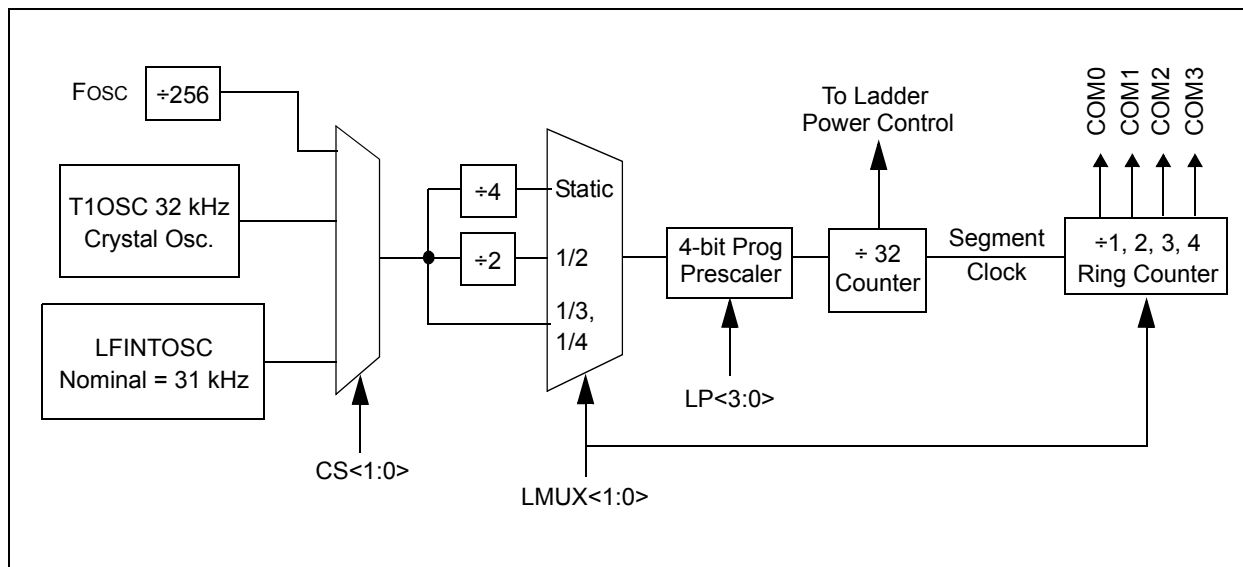 FOSC
÷256
T1OSC 32 kHz
Crystal Osc.
LFINTOSC
Nominal = 31 kHz
CS<1:0>
÷4
÷2
Static
1/2
1/3,
1/4
LMUX<1:0>
4-bit Prog
Prescaler
LP<3:0>
To Ladder
Power Control
÷ 32
Counter
Segment
Clock
COM0
COM1
COM2
COM3
÷1, 2, 3, 4
Ring Counter